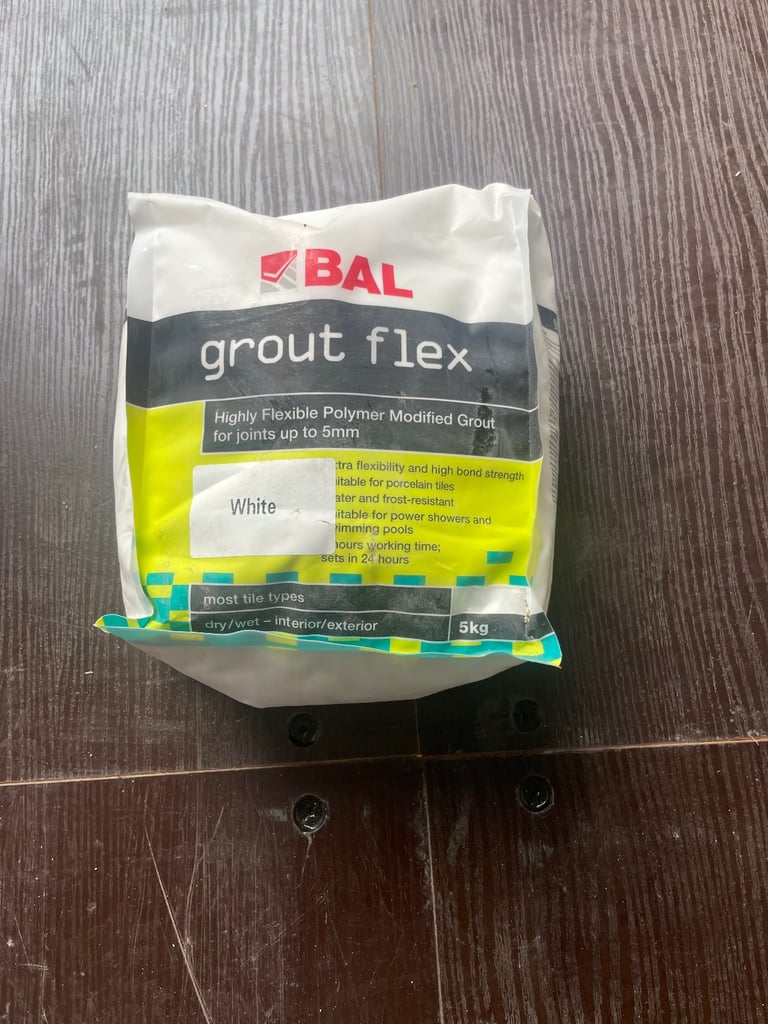 BAL
grout flex
Highly Flexible Polymer Modified Grout
for joints up to 5mm
flexibility and high bond strength
for porcelain tiles
and frost-resistant
for power showers and
pools
working time;
sets in 24 hours
White
most tile types
dry/wet – interior/exterior
5kg